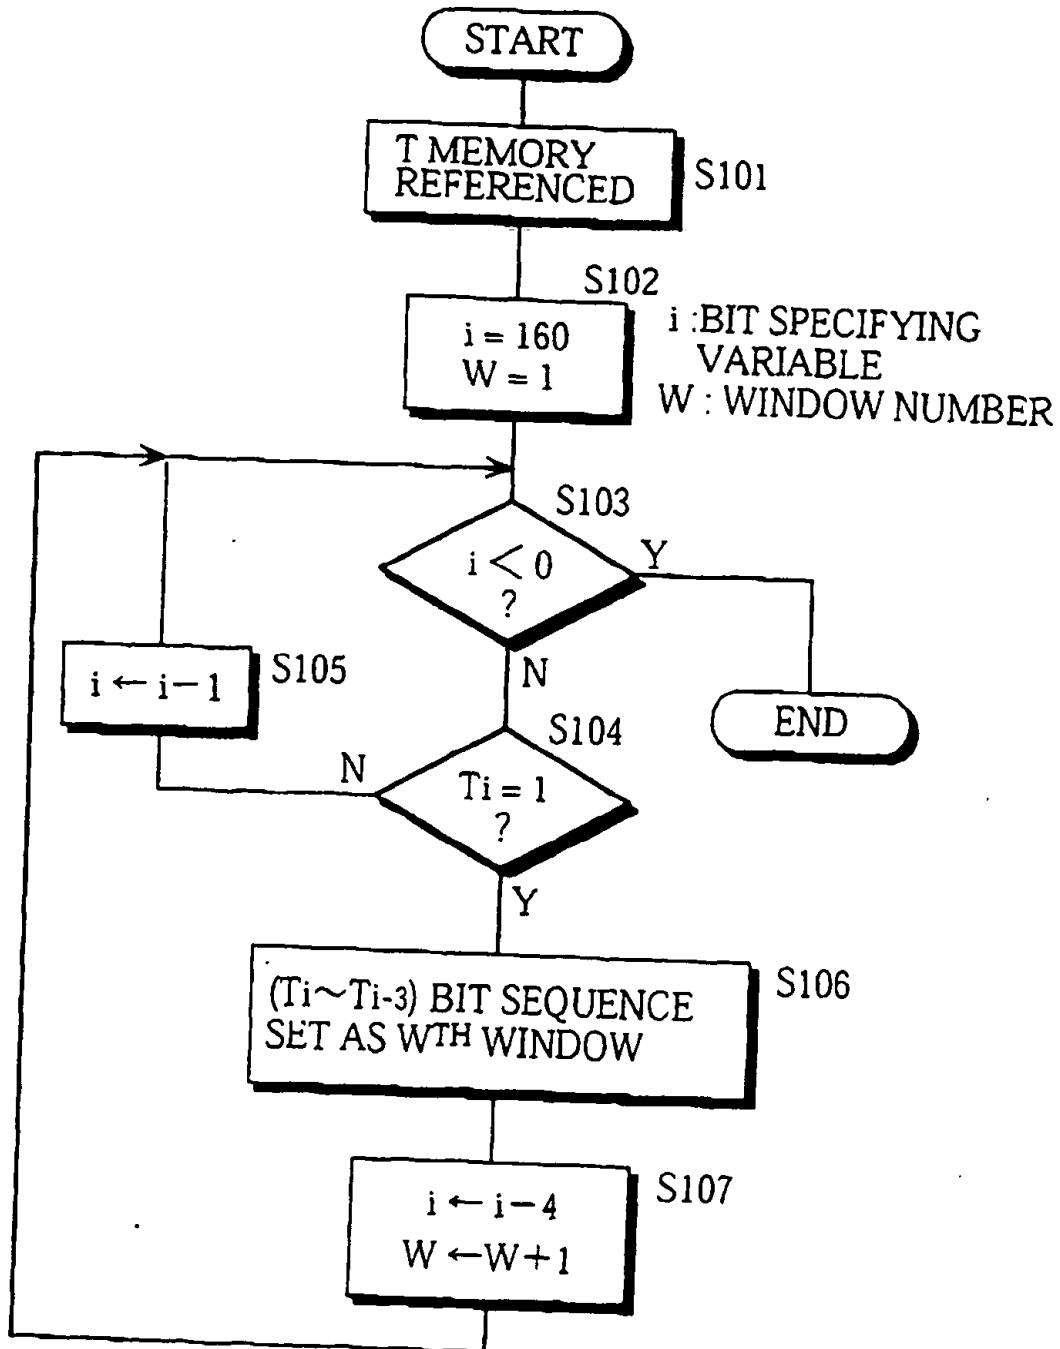 START
T MEMORY
REFERENCED
S101
S102
i = 160
W = 1
i :BIT SPECIFYING
VARIABLE
W : WINDOW NUMBER
S103
i < 0
?
Y
N
S105
i ← i − 1
END
S104
N
Ti = 1
?
Y
S106
(Ti～Ti-3) BIT SEQUENCE
SET AS WTH WINDOW
S107
i ← i − 4
W ← W + 1